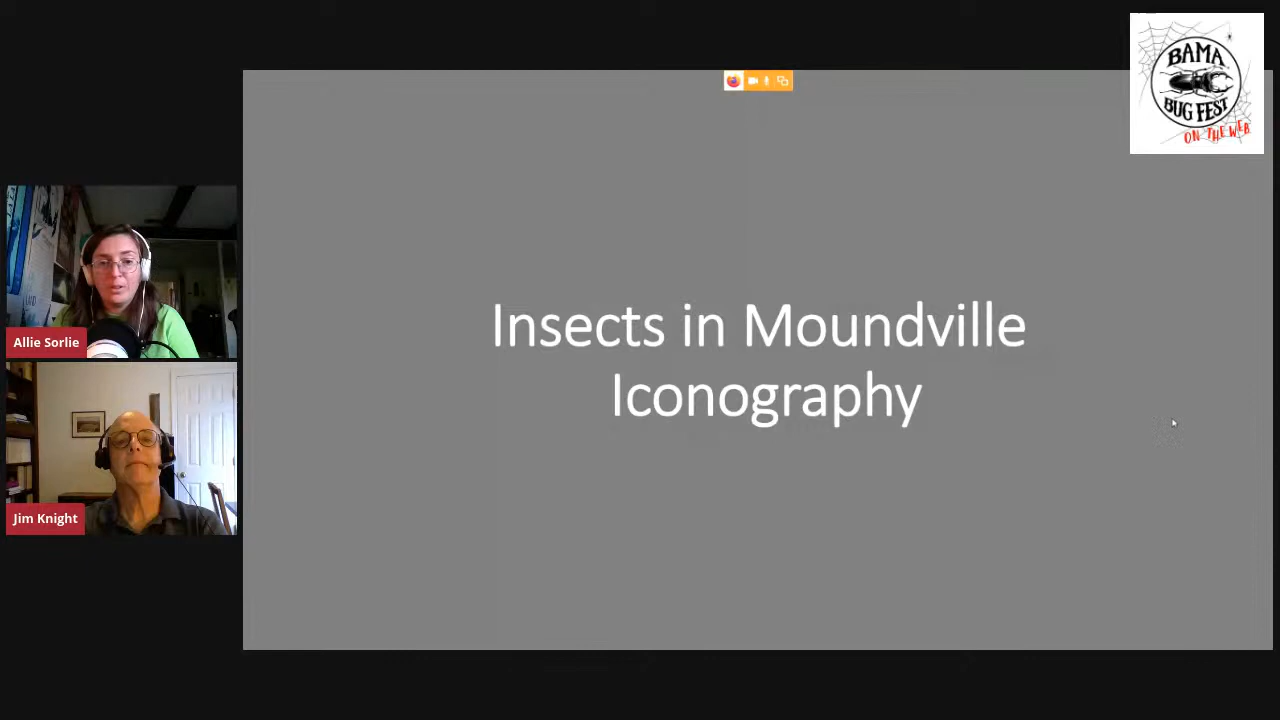 BAMA
BUG FEST
ON THE WEB
Insects in Moundville
Iconography
Allie Sorlie
Jim Knight